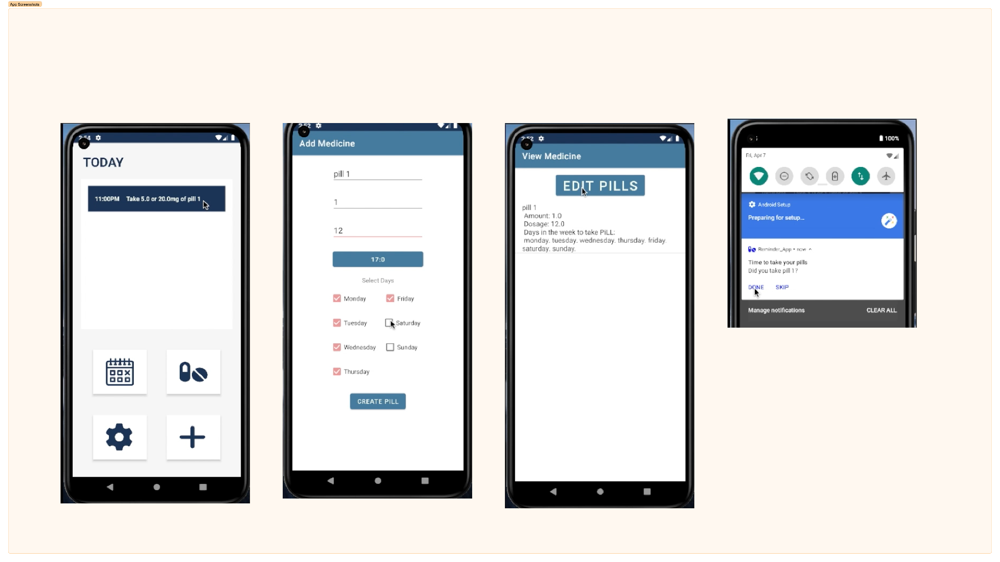 App Screenshots
2:54
TODAY
11:00PM Take 5.0 or 20.0mg of pill 1
2:52
Add Medicine
pill 1
1
12
17:0
Select Days
Monday Friday
Tuesday Saturday
Wednesday Sunday
Thursday
CREATE PILL
2:52
View Medicine
EDIT PILLS
pill 1
Amount: 1.0
Dosage: 12.0
Days in the week to take PiLL:
monday. tuesday. wednesday. thursday. friday.
saturday. sunday.
100%
Fri, Apr 7
Android Setup
Preparing for setup...
Reminder_App • now
Time to take your pills
Did you take pill 1?
DONE SKIP
Manage notifications CLEAR ALL